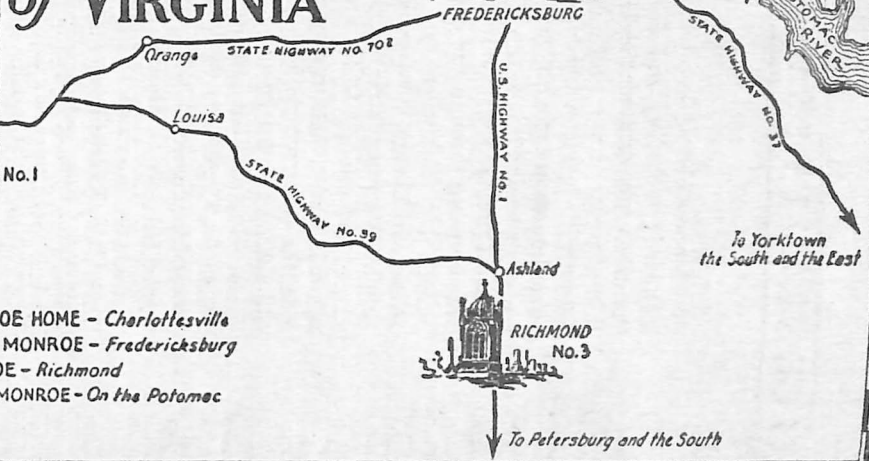 of VIRGINIA
FREDERICKSBURG
STATE HIGHWAY NO. 702
Orange
STATE HIGHWAY NO. 37
POTOMAC
RIVER
Louisa
U.S. HIGHWAY No. 1
No. 1
STATE HIGHWAY No. 39
To Yorktown
the South and the East
Ashland
OE HOME - Charlottesville
MONROE - Fredericksburg
OE - Richmond
MONROE - On the Potomac
RICHMOND
No. 3
To Petersburg and the South